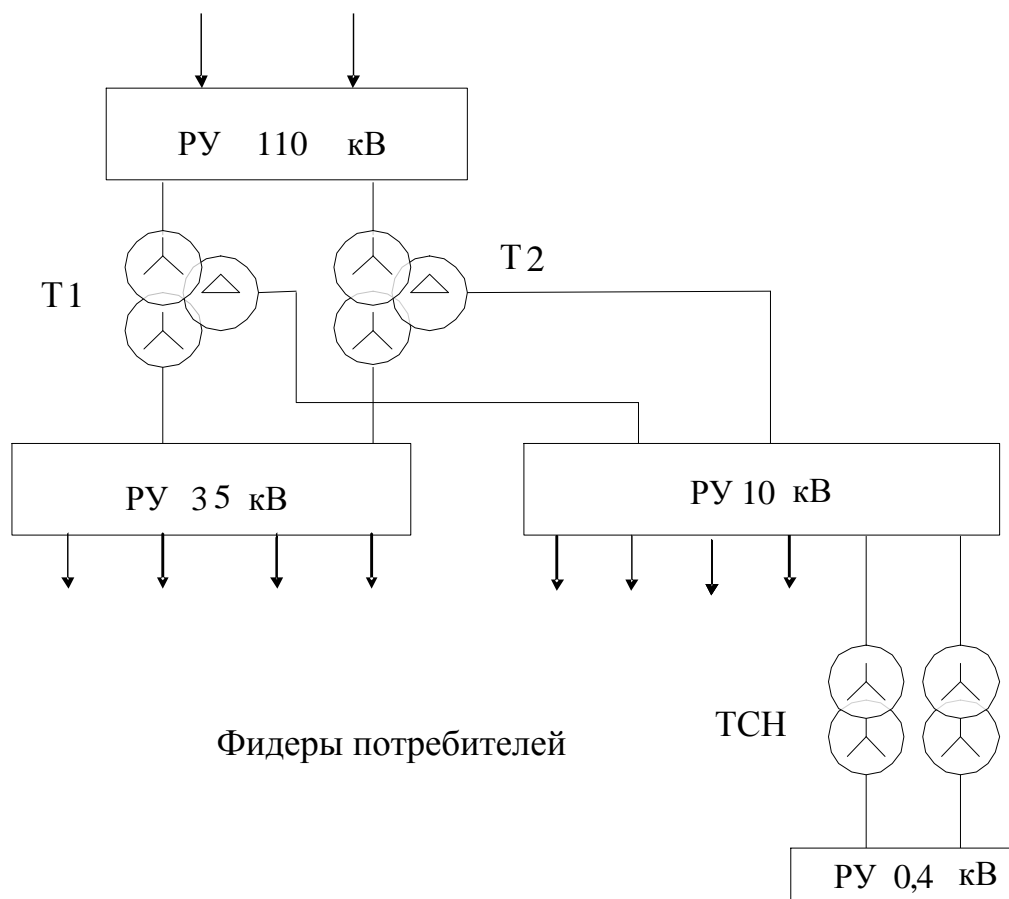 РУ 110 кВ
Т2
Т1
РУ 35 кВ
РУ 10 кВ
ТСН
Фидеры потребителей
РУ 0,4 кВ